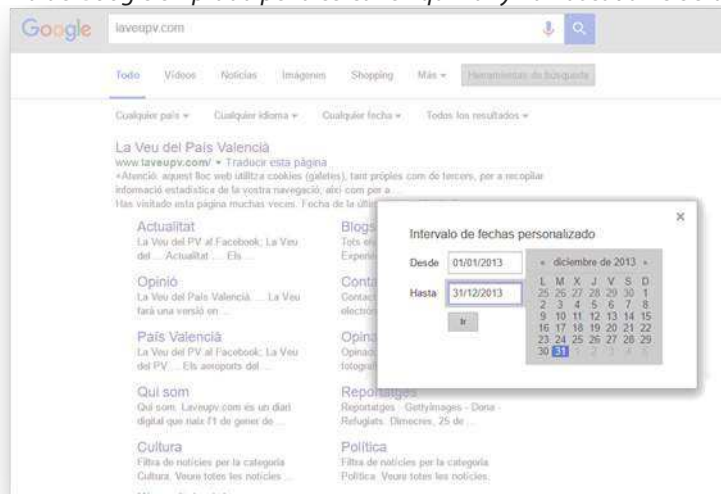 Google
laveupv.com
Todo Vídeos Noticias Imágenes Shopping Más Herramientas de búsqueda
Cualquier país Cualquier idioma Cualquier fecha Todos los resultados
La Veu del País Valencià
www.laveupv.com/ Traducir esta página
«Atenció, aquest lloc web utilitza cookies (galetes), tant pròpies com de tercers, per a recopilar
informació estadística de la vostra navegació, així com per a ...
Has visitado esta página muchas veces. Fecha de la
Actualitat
La Veu del PV al Facebook; La Veu
del ... Actualitat ... Els ...
Opinió
La Veu del País Valencià. ... La Veu
farà una versió en ...
País Valencià
La Veu del PV al Facebook; La Veu
del PV ... Els aeroports del ...
Qui som
Qui som. Laveupv.com és un diari
digital que naix l'1 de gener de ...
Cultura
Filtra de notícies per la categoria
Cultura. Veure totes les notícies ...
Blogs
Reportatges
Reportatges - Gettyimages - Dona -
Refugiats. Dimecres, 25 de ...
Política
Filtra de notícies per la categoria
Política. Veure totes les notícies.
×
Intervalo de fechas personalizado
Desde 01/01/2013
Hasta 31/12/2013
Ir
« diciembre de 2013 »
L M X J V S D
25 26 27 28 29 30 1
2 3 4 5 6 7 8
9 10 11 12 13 14 15
16 17 18 19 20 21 22
23 24 25 26 27 28 29
30 31 1 2 3 4 5